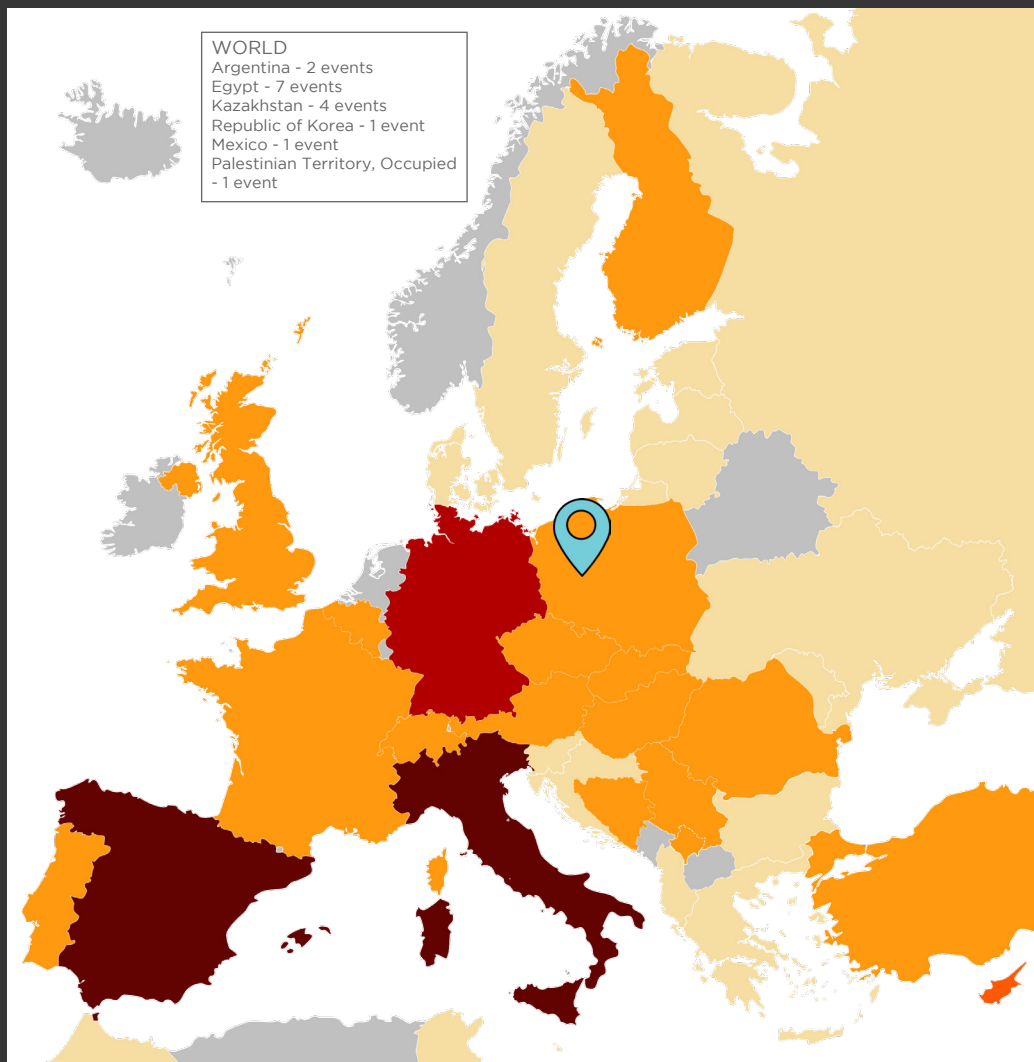 WORLD
Argentina - 2 events
Egypt - 7 events
Kazakhstan - 4 events
Republic of Korea - 1 event
Mexico - 1 event
Palestinian Territory, Occupied
- 1 event